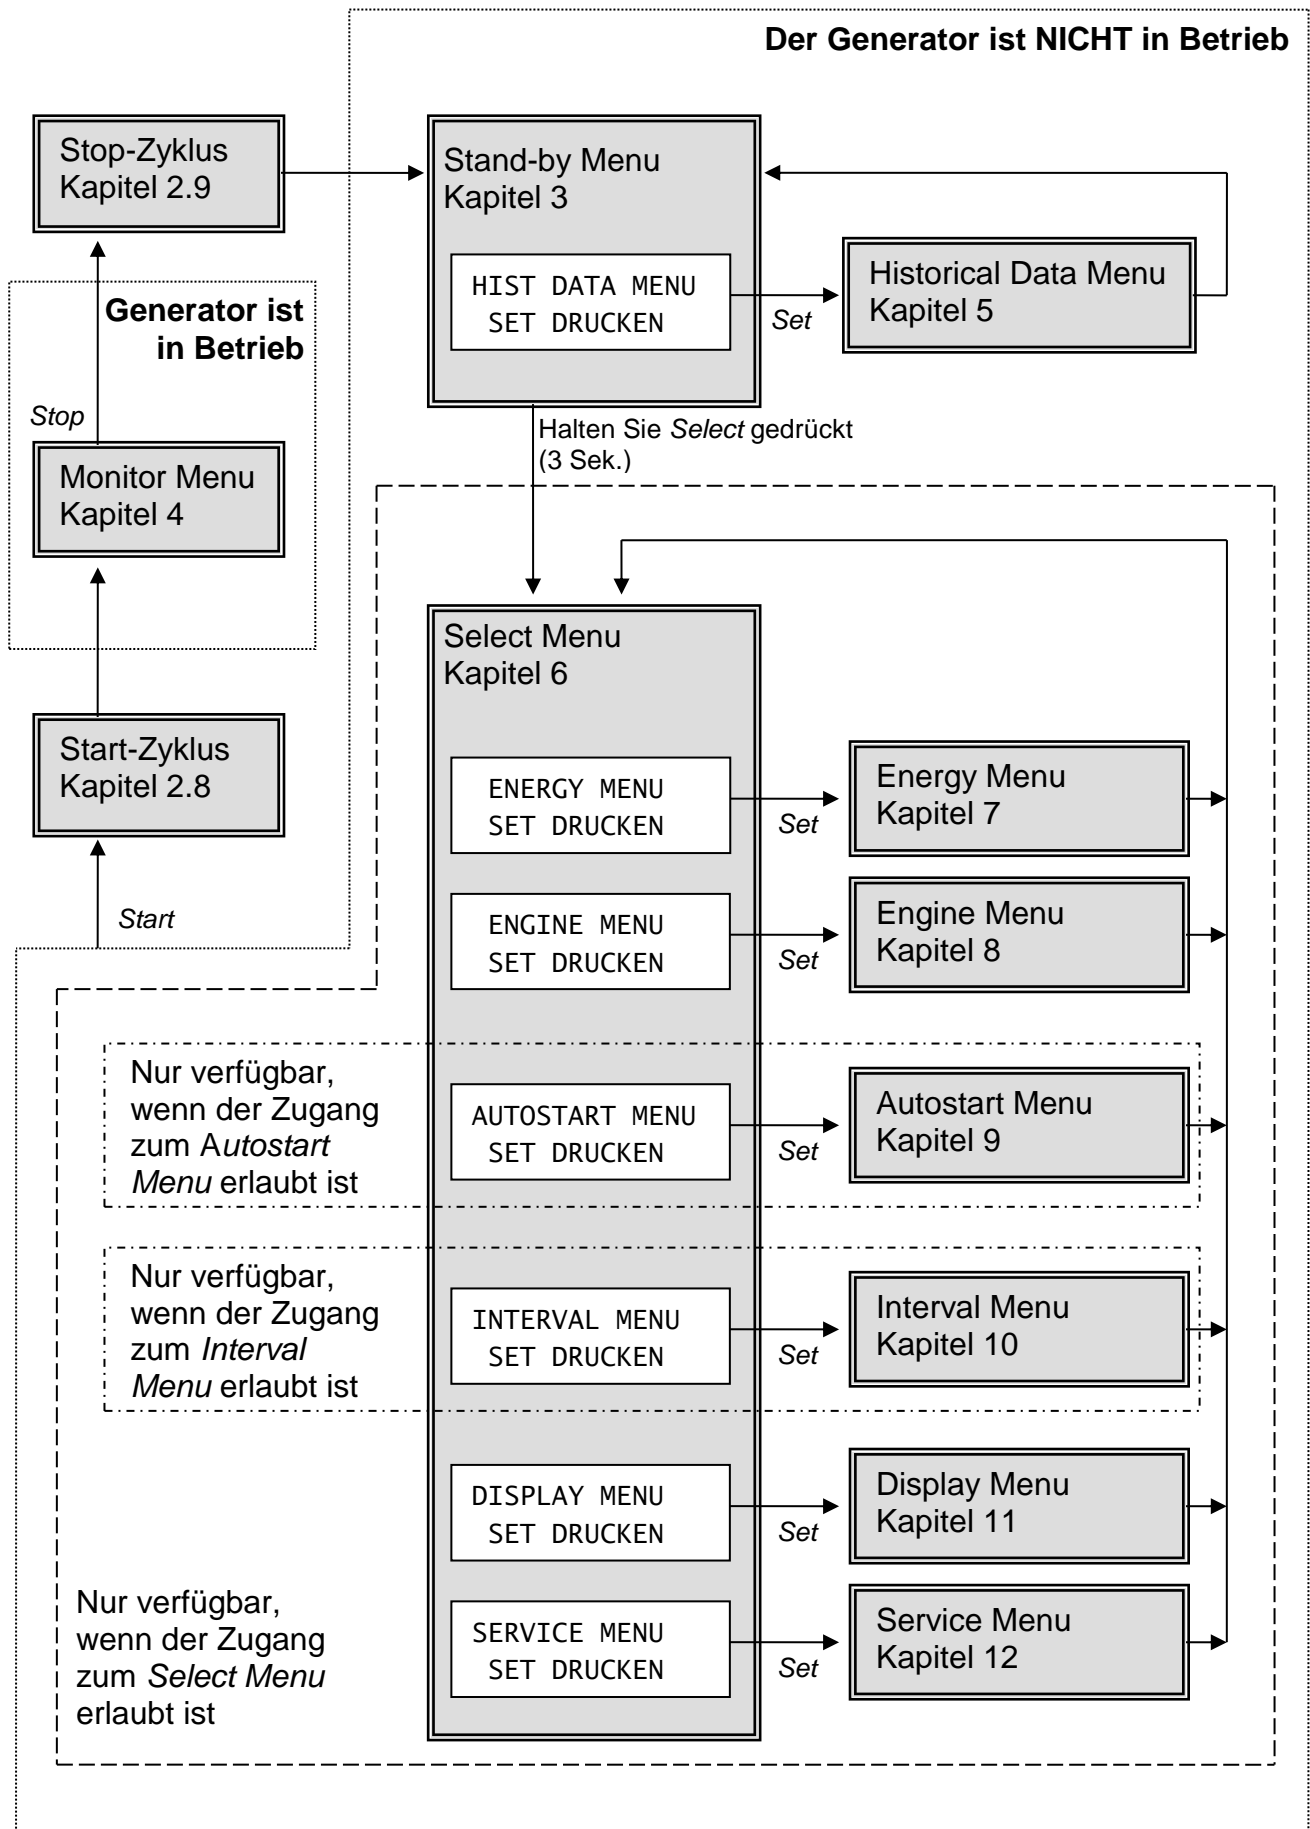 Der Generator ist NICHT in Betrieb
Stop-Zyklus
Kapitel 2.9
Stand-by Menu
Kapitel 3
HIST DATA MENU
SET DRUCKEN
Set
Historical Data Menu
Kapitel 5
Generator ist
in Betrieb
Stop
Monitor Menu
Kapitel 4
Halten Sie Select gedrückt
(3 Sek.)
Start-Zyklus
Kapitel 2.8
Start
Select Menu
Kapitel 6
ENERGY MENU
SET DRUCKEN
Set
Energy Menu
Kapitel 7
ENGINE MENU
SET DRUCKEN
Set
Engine Menu
Kapitel 8
Nur verfügbar,
wenn der Zugang
zum Autostart
Menu erlaubt ist
AUTOSTART MENU
SET DRUCKEN
Set
Autostart Menu
Kapitel 9
Nur verfügbar,
wenn der Zugang
zum Interval
Menu erlaubt ist
INTERVAL MENU
SET DRUCKEN
Set
Interval Menu
Kapitel 10
DISPLAY MENU
SET DRUCKEN
Set
Display Menu
Kapitel 11
Nur verfügbar,
wenn der Zugang
zum Select Menu
erlaubt ist
SERVICE MENU
SET DRUCKEN
Set
Service Menu
Kapitel 12